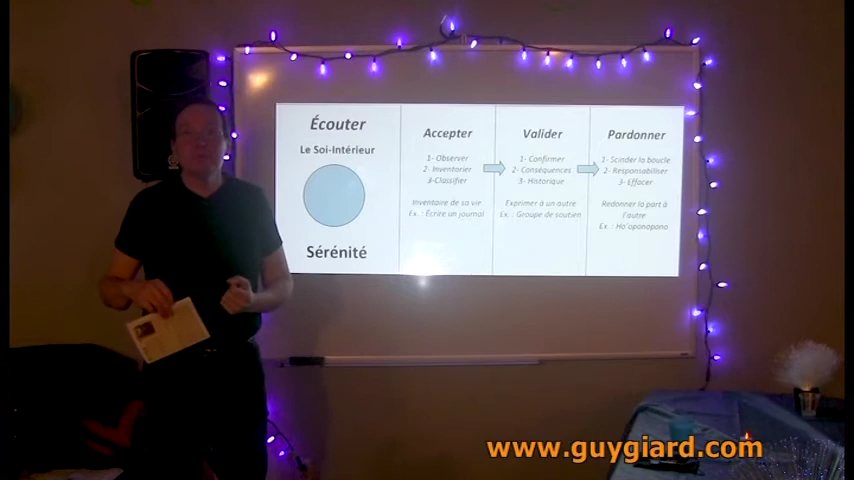 Écouter
Le Soi-Intérieur
Sérénité
Accepter
1- Observer
2- Inventorier
3-Classifier
Inventaire de sa vie
Ex. : Écrire un journal
Valider
1- Confirmer
2- Conséquences
3- Historique
Exprimer à un autre
Ex. : Groupe de soutien
Pardonner
1- Scinder la boucle
2- Responsabiliser
3- Effacer
Redonner la part à
l'autre
Ex. : Ho'oponopono
www.guygiard.com